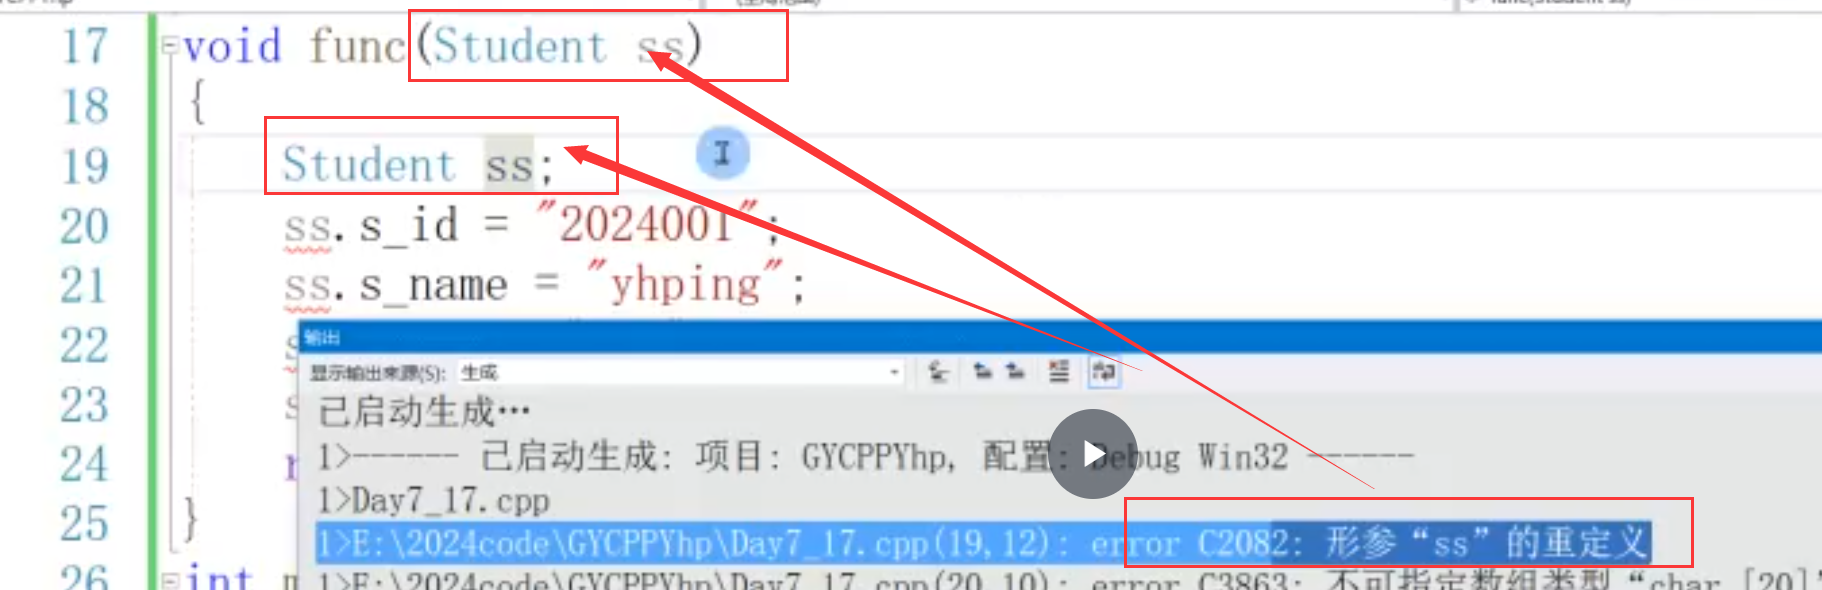 17 void func(Student ss)
18 {
19 Student ss;
20 ss.s_id = "2024001";
21 ss.s_name = "yhping";
22 s
输出
显示输出来源(S): 生成
23 s 已启动生成…
24 r 1>------ 已启动生成: 项目: GYCPPYhp, 配置: Debug Win32 ------
1>Day7_17.cpp
25 }
1>E:\2024code\GYCPPYhp\Day7_17.cpp(19,12): error C2082: 形参“ss”的重定义
26 int 1>E:\2024code\GYCPPYhp\Day7_17.cpp(20,10): error C3863: 不可指定数组类型“char [20]”